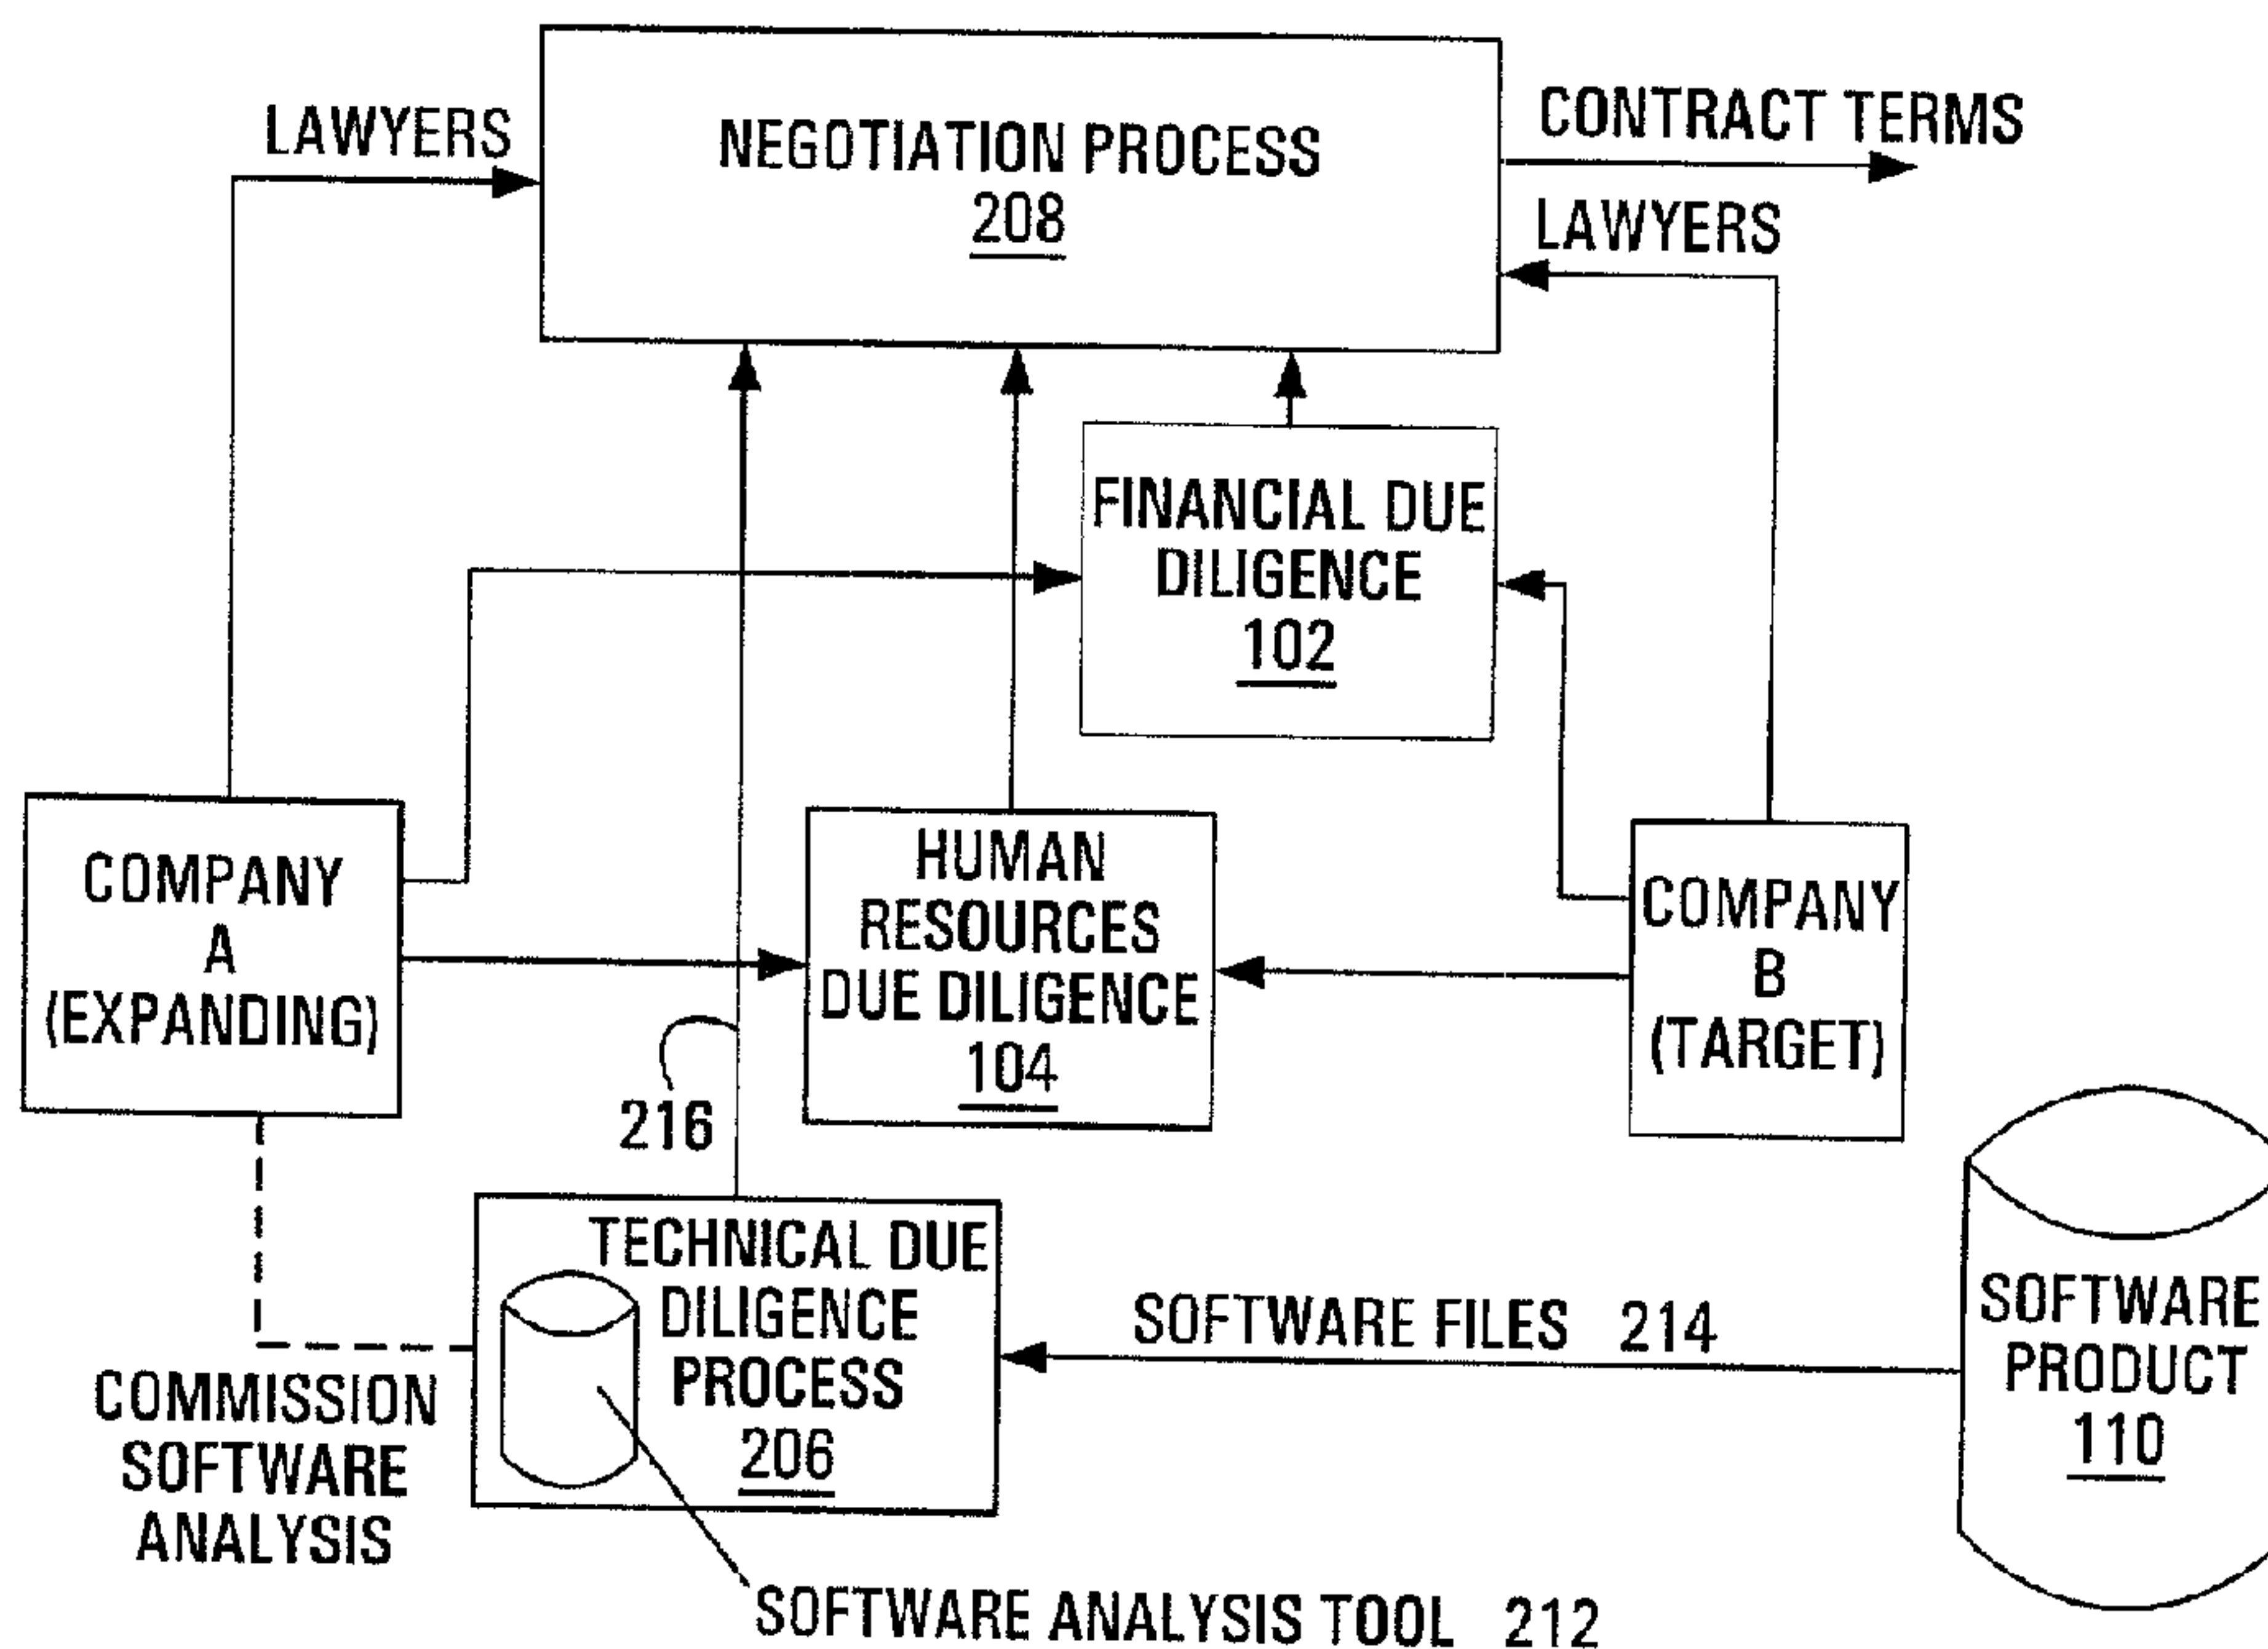 LAWYERS
NEGOTIATION PROCESS
208
CONTRACT TERMS
LAWYERS
FINANCIAL DUE
DILIGENCE
102
COMPANY
A
(EXPANDING)
HUMAN
RESOURCES
DUE DILIGENCE
104
COMPANY
B
(TARGET)
216
TECHNICAL DUE
DILIGENCE
PROCESS
206
SOFTWARE FILES 214
SOFTWARE
PRODUCT
110
COMMISSION
SOFTWARE
ANALYSIS
SOFTWARE ANALYSIS TOOL 212